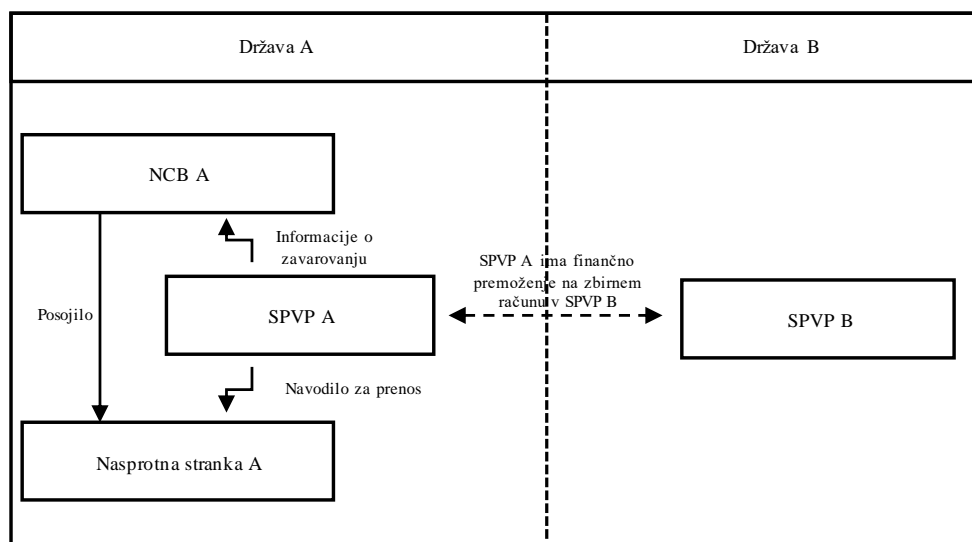 Država A
Država B
NCB A
Informacije o
zavarovanju
SPVP A ima finančno
premoženje na zbirnem
računu v SPVP B
Posojilo
SPVP A
SPVP B
Navodilo za prenos
Nasprotna stranka A